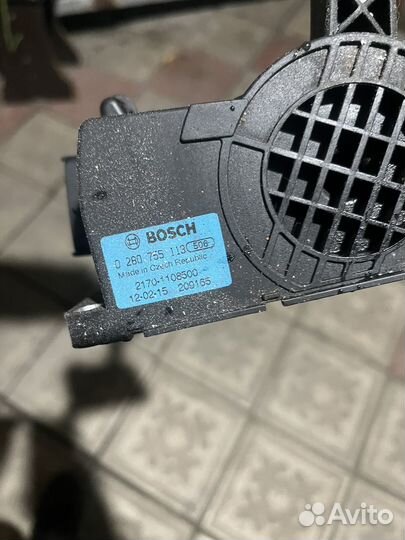 BOSCH
0 280 755 113 506
Made in Czech Republic
2170-1108500
12-02-15 209165
Avito